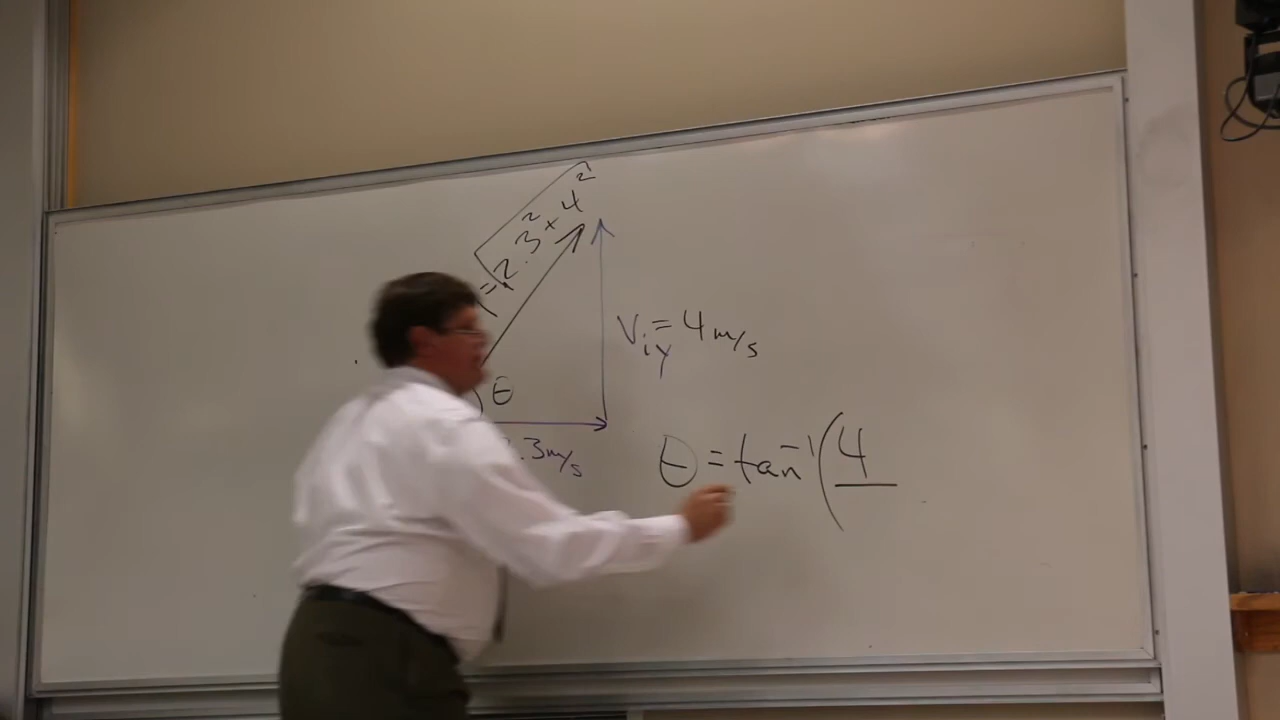 = √2.3² + 4²
V_iy = 4 m/s
θ
.3 m/s
θ = tan⁻¹(4